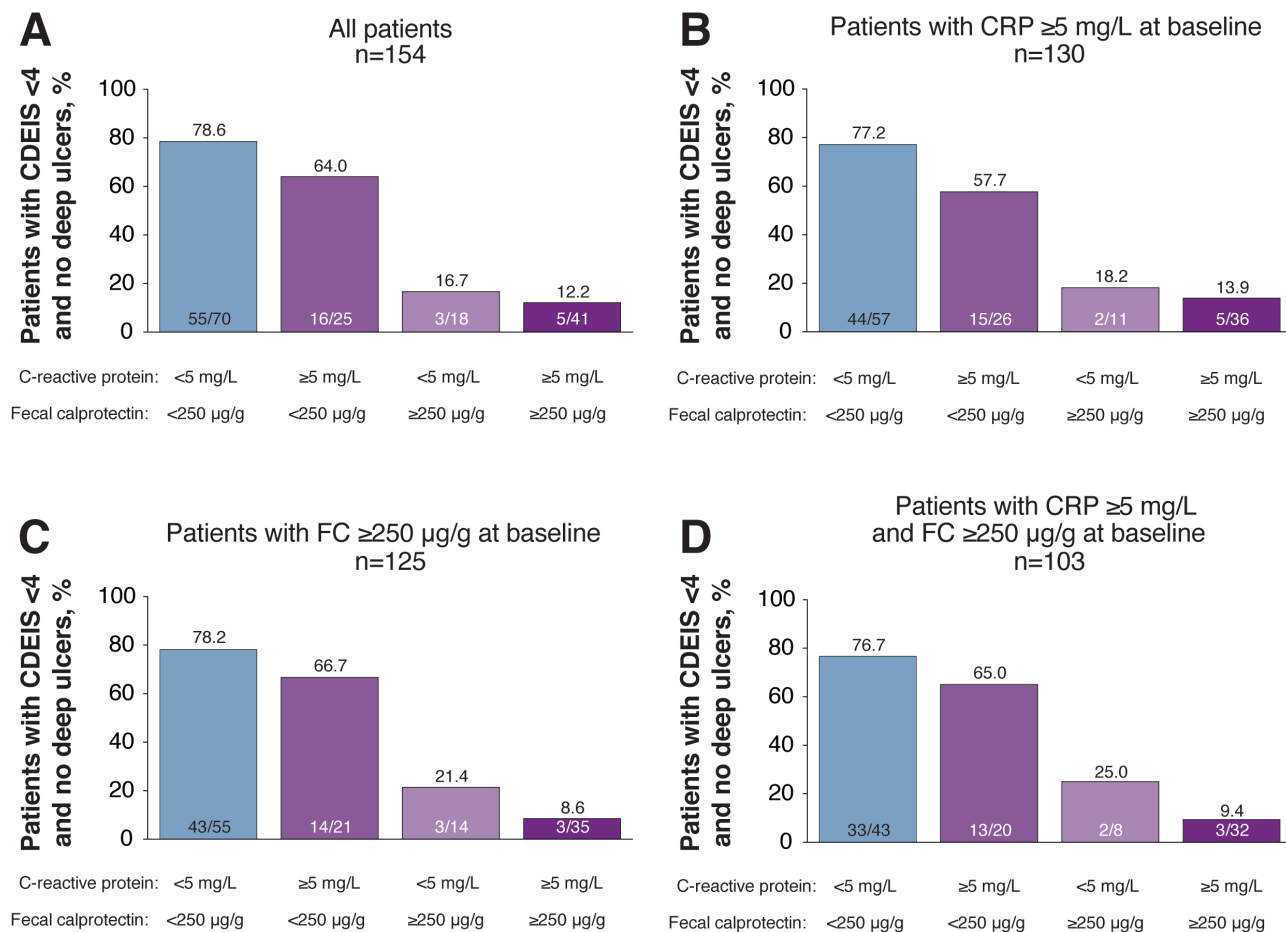 A
All patients
n=154
Patients with CDEIS <4
and no deep ulcers, %
100
80
60
40
20
0
78.6
64.0
16.7
12.2
55/70
16/25
3/18
5/41
C-reactive protein: <5 mg/L ≥5 mg/L <5 mg/L ≥5 mg/L
Fecal calprotectin: <250 µg/g <250 µg/g ≥250 µg/g ≥250 µg/g
B
Patients with CRP ≥5 mg/L at baseline
n=130
Patients with CDEIS <4
and no deep ulcers, %
100
80
60
40
20
0
77.2
57.7
18.2
13.9
44/57
15/26
2/11
5/36
C-reactive protein: <5 mg/L ≥5 mg/L <5 mg/L ≥5 mg/L
Fecal calprotectin: <250 µg/g <250 µg/g ≥250 µg/g ≥250 µg/g
C
Patients with FC ≥250 µg/g at baseline
n=125
Patients with CDEIS <4
and no deep ulcers, %
100
80
60
40
20
0
78.2
66.7
21.4
8.6
43/55
14/21
3/14
3/35
C-reactive protein: <5 mg/L ≥5 mg/L <5 mg/L ≥5 mg/L
Fecal calprotectin: <250 µg/g <250 µg/g ≥250 µg/g ≥250 µg/g
D
Patients with CRP ≥5 mg/L
and FC ≥250 µg/g at baseline
n=103
Patients with CDEIS <4
and no deep ulcers, %
100
80
60
40
20
0
76.7
65.0
25.0
9.4
33/43
13/20
2/8
3/32
C-reactive protein: <5 mg/L ≥5 mg/L <5 mg/L ≥5 mg/L
Fecal calprotectin: <250 µg/g <250 µg/g ≥250 µg/g ≥250 µg/g